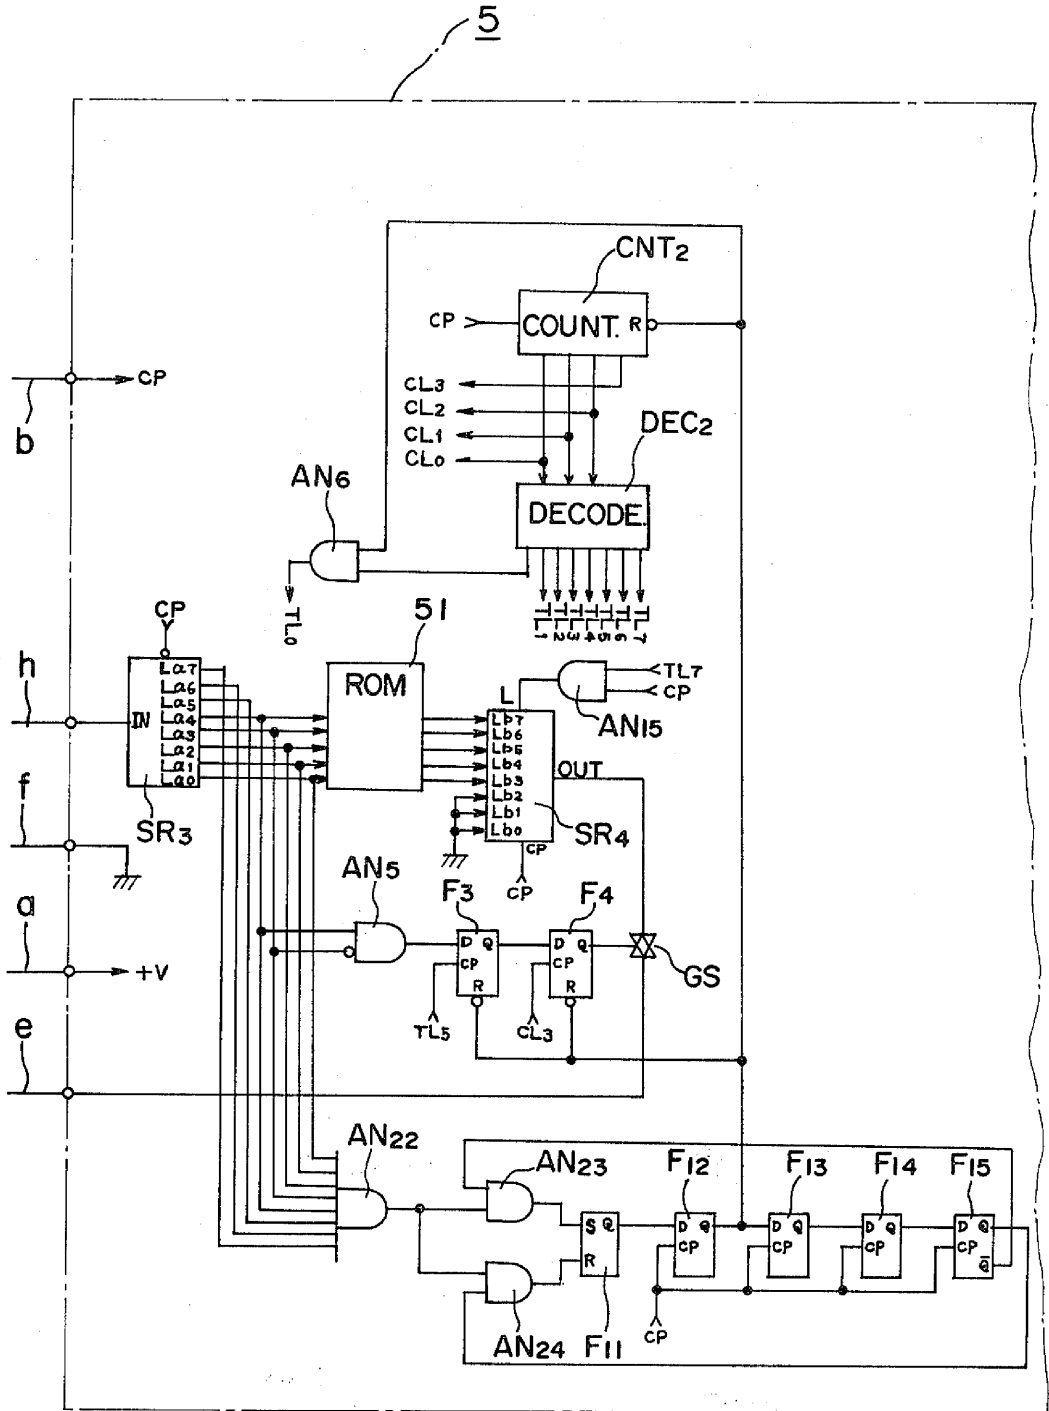 5
CNT2
CP
COUNT. R
CP
b
CL3
CL2
CL1
CL0
DEC2
DECODE.
AN6
TL0
TL1 TL2 TL3 TL4 TL5 TL6 TL7
CP
51
h
IN
La7
La6
La5
La4
La3
La2
La1
La0
SR3
ROM
L
TL7
CP
AN15
Lb7
Lb6
Lb5
Lb4
Lb3
Lb2
Lb1
Lb0
OUT
SR4
CP
CP
f
a
+V
AN5
F3
D Q
CP
R
TL5
F4
D Q
CP
R
CL3
GS
e
AN22
AN23
AN24
S Q
R
F11
F12
D Q
CP
F13
D Q
CP
F14
D Q
CP
F15
D Q
CP
Q̅
CP